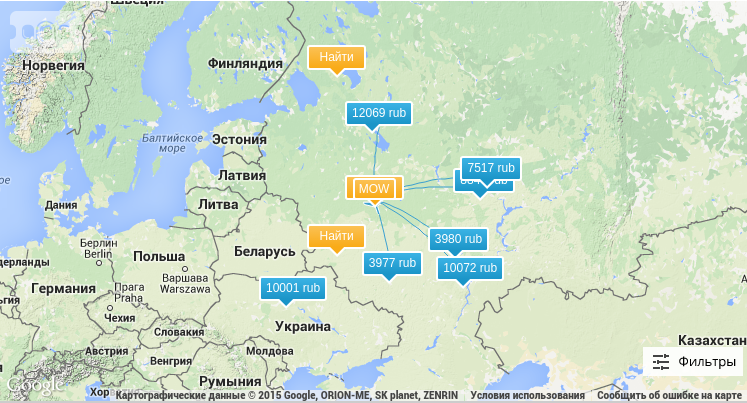 Швеция
Норвегия
Финляндия
Найти
12069 rub
Балтийское
море
Эстония
Латвия
7517 rub
MOW
Дания
Литва
Найти
3980 rub
Берлин
Berlin
Польша
Беларусь
3977 rub
10072 rub
Варшава
Warszawa
10001 rub
Германия
Прага
Praha
Чехия
Украина
Словакия
Австрия
Венгрия
Молдова
Румыния
Казахстан
Фильтры
Google
Картографические данные © 2015 Google, ORION-ME, SK planet, ZENRIN
Условия использования
Сообщить об ошибке на карте